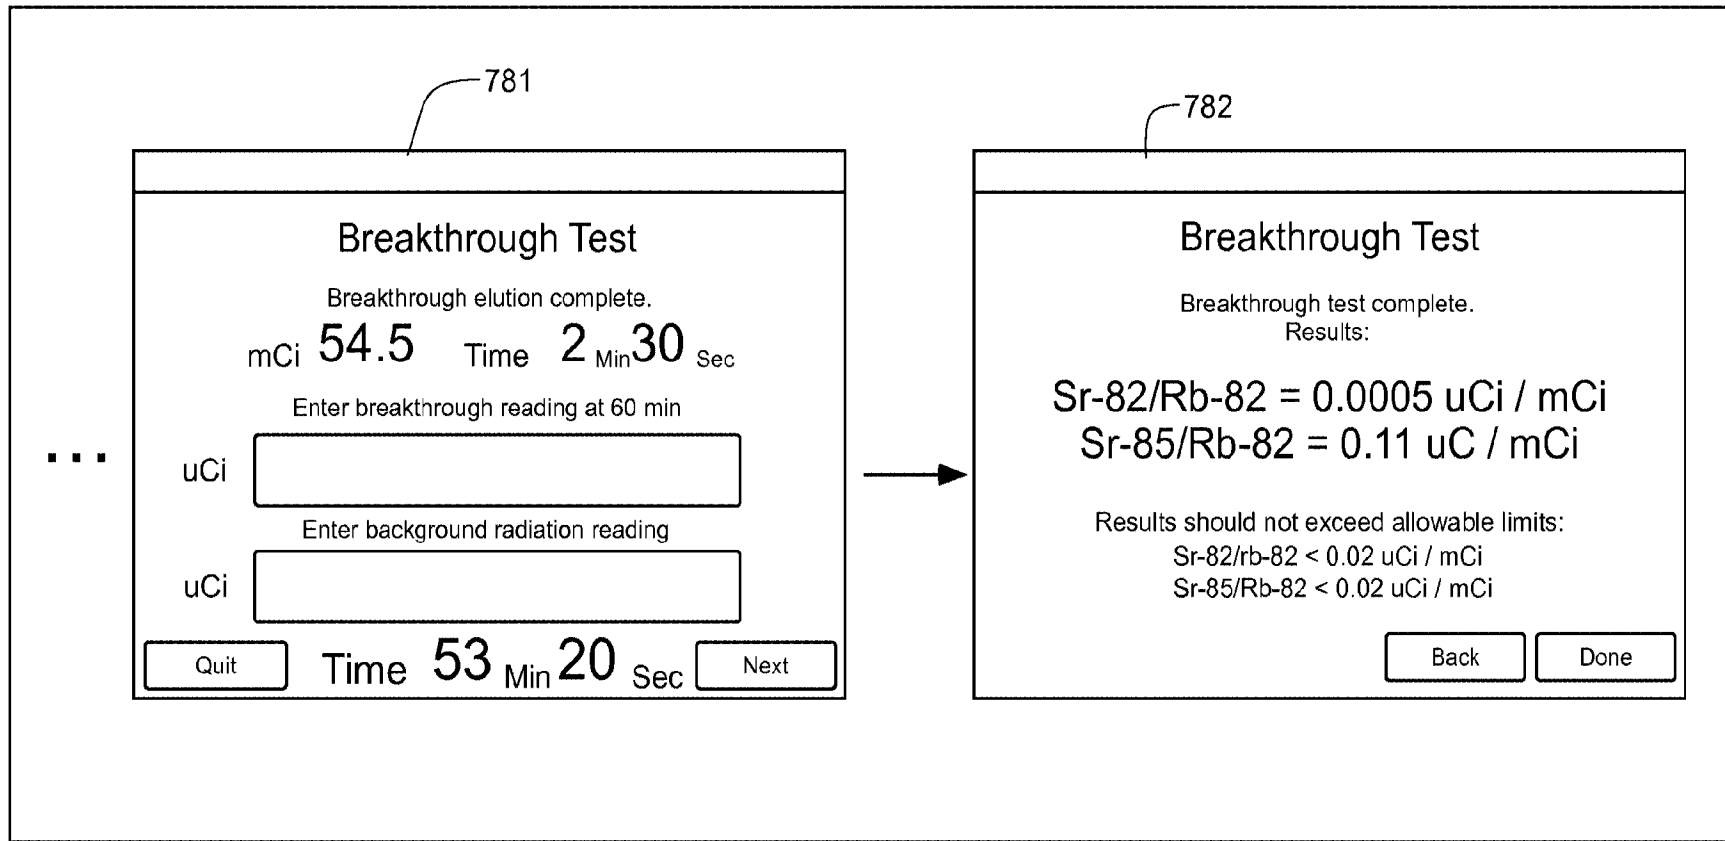 781
Breakthrough Test
Breakthrough elution complete.
mCi 54.5 Time 2 Min 30 Sec
Enter breakthrough reading at 60 min
uCi
Enter background radiation reading
uCi
Quit Time 53 Min 20 Sec Next
...
782
Breakthrough Test
Breakthrough test complete.
Results:
Sr-82/Rb-82 = 0.0005 uCi / mCi
Sr-85/Rb-82 = 0.11 uC / mCi
Results should not exceed allowable limits:
Sr-82/rb-82 < 0.02 uCi / mCi
Sr-85/Rb-82 < 0.02 uCi / mCi
Back Done